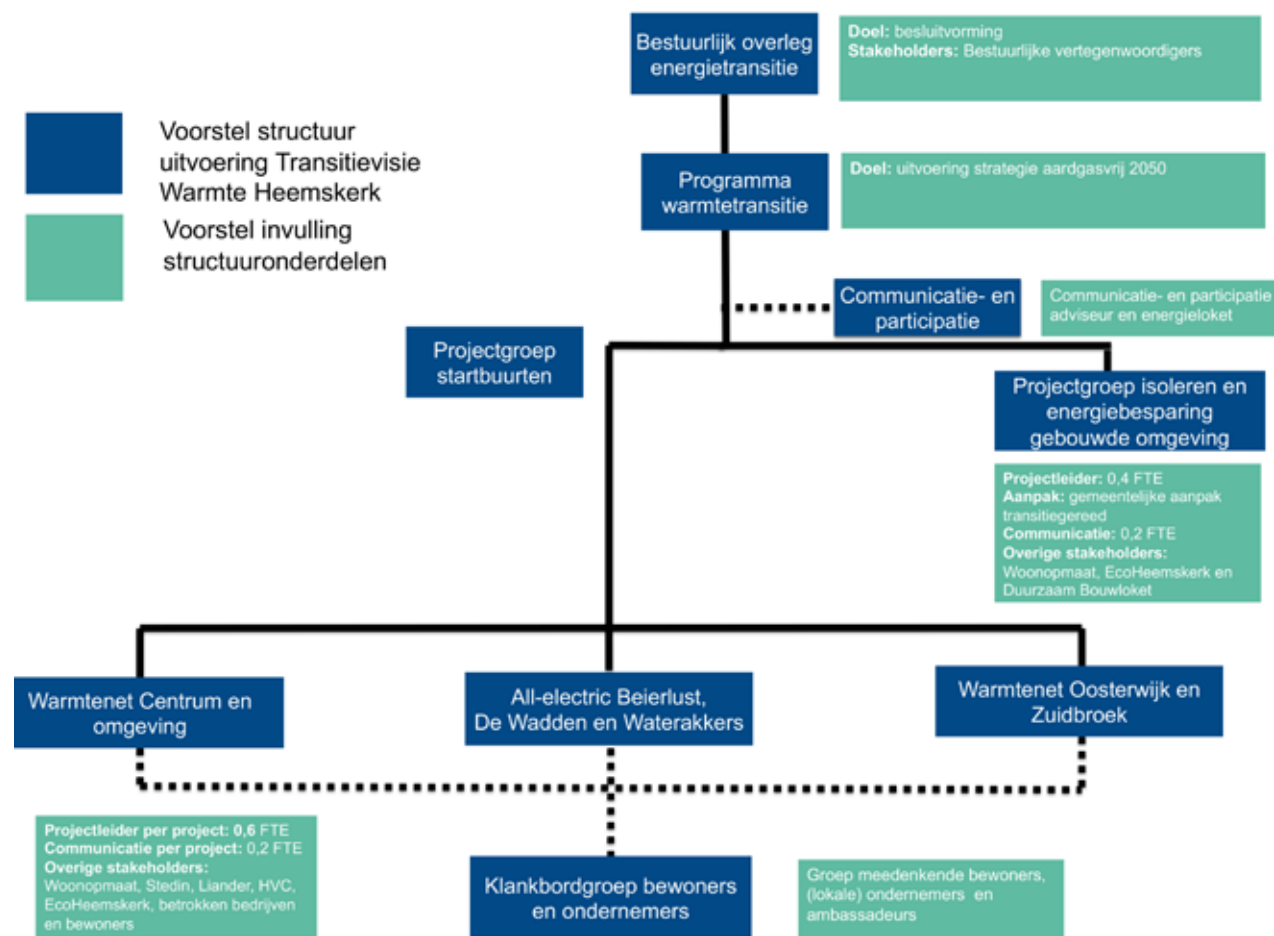 Bestuurlijk overleg
energietransitie
Doel: besluitvorming
Stakeholders: Bestuurlijke vertegenwoordigers
Voorstel structuur
uitvoering Transitievisie
Warmte Heemskerk
Voorstel invulling
structuuronderdelen
Programma
warmtetransitie
Doel: uitvoering strategie aardgasvrij 2050
Communicatie- en
participatie
Communicatie- en participatie
adviseur en energieloket
Projectgroep
startbuurten
Projectgroep isoleren en
energiebesparing
gebouwde omgeving
Projectleider: 0,4 FTE
Aanpak: gemeentelijke aanpak
transitiegereed
Communicatie: 0,2 FTE
Overige stakeholders:
Woonopmaat, EcoHeemskerk en
Duurzaam Bouwloket
Warmtenet Centrum en
omgeving
All-electric Beierlust,
De Wadden en Waterakkers
Warmtenet Oosterwijk en
Zuidbroek
Projectleider per project: 0,6 FTE
Communicatie per project: 0,2 FTE
Overige stakeholders:
Woonopmaat, Stedin, Liander, HVC,
EcoHeemskerk, betrokken bedrijven
en bewoners
Klankbordgroep bewoners
en ondernemers
Groep meedenkende bewoners,
(lokale) ondernemers en
ambassadeurs